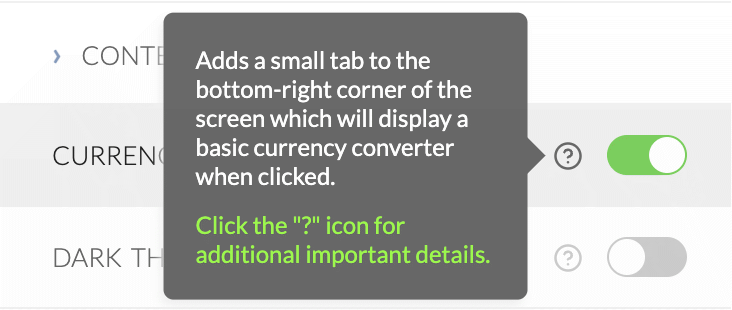 CONTE
Adds a small tab to the
bottom-right corner of the
screen which will display a
basic currency converter
when clicked.
Click the "?" icon for
additional important details.
CURRENC
?
DARK TH
?